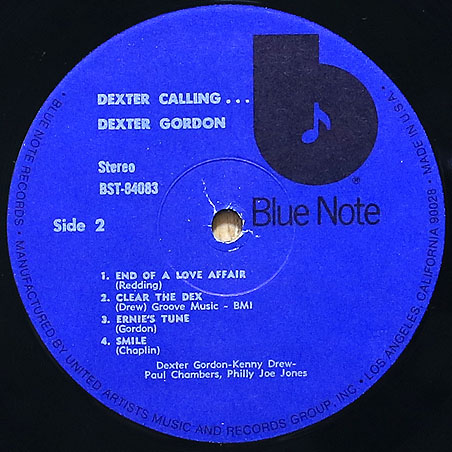 DEXTER CALLING...
DEXTER GORDON
Stereo
BST-84083
Side 2
®
Blue Note
1. END OF A LOVE AFFAIR
(Redding)
2. CLEAR THE DEX
(Drew) Groove Music - BMI
3. ERNIE'S TUNE
(Gordon)
4. SMILE
(Chaplin)
Dexter Gordon-Kenny Drew-
Paul Chambers, Philly Joe Jones
• BLUE NOTE RECORDS • MANUFACTURED BY UNITED ARTISTS MUSIC AND RECORDS GROUP, INC • LOS ANGELES, CALIFORNIA 90028 • MADE IN U.S.A.